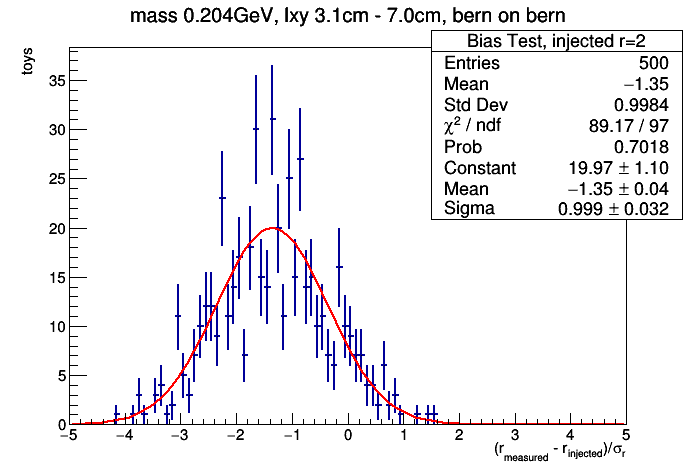 mass 0.204GeV, lxy 3.1cm - 7.0cm, bern on bern
Bias Test, injected r=2
Entries 500
Mean −1.35
Std Dev 0.9984
χ² / ndf 89.17 / 97
Prob 0.7018
Constant 19.97 ± 1.10
Mean −1.35 ± 0.04
Sigma 0.999 ± 0.032
toys
35
30
25
20
15
10
5
0
−5 −4 −3 −2 −1 0 1 2 3 4 5
(r_measured - r_injected)/σ_r